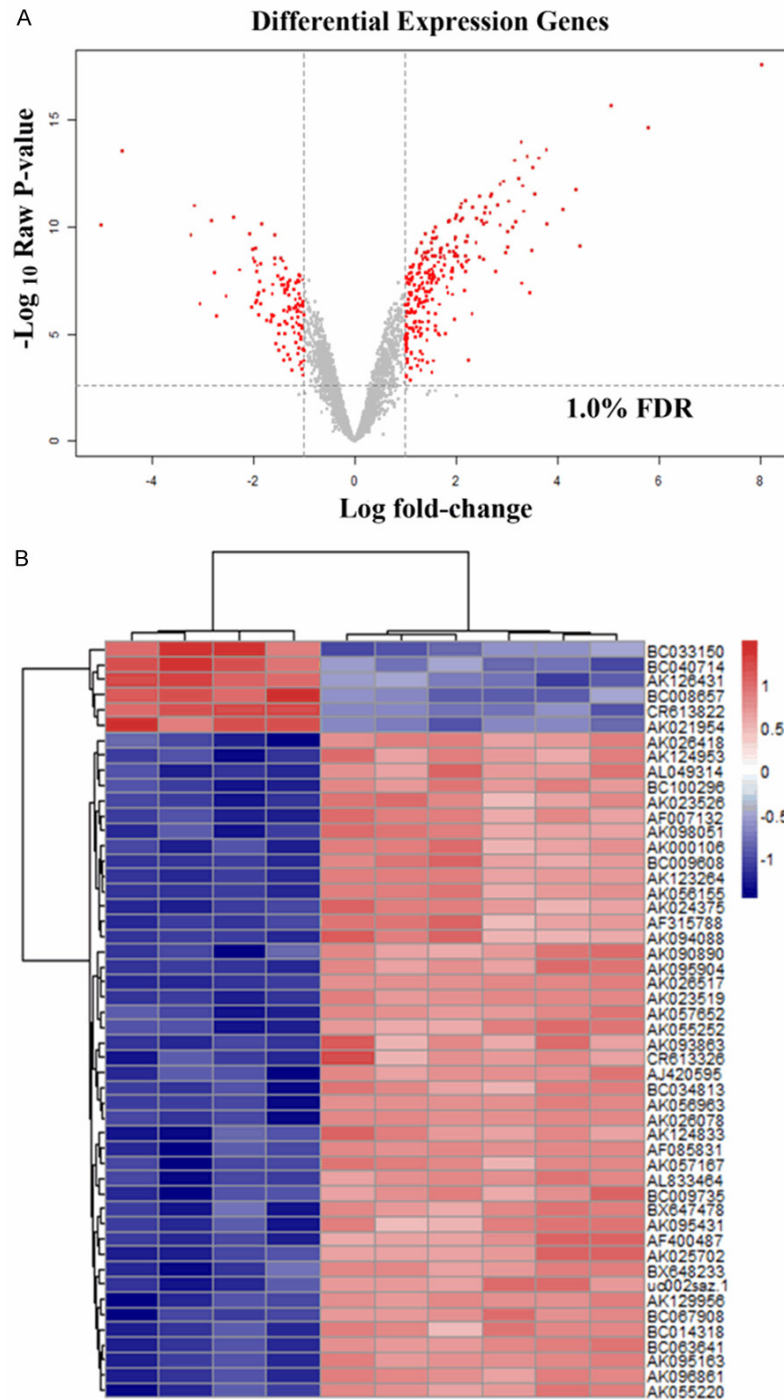 A
Differential Expression Genes
15
10
5
0
-Log 10 Raw P-value
1.0% FDR
-4
-2
0
2
4
6
8
Log fold-change
B
BC033150
BC040714
AK126431
BC008657
CR613822
AK021954
AK026418
AK124953
AL049314
BC100296
AK023526
AF007132
AK098051
AK000106
BC009608
AK123264
AK056155
AK024375
AF315788
AK094088
AK090890
AK095904
AK026517
AK023519
AK057652
AK055252
AK093863
CR613326
AJ420595
BC034813
AK056963
AK026078
AK124833
AF085831
AK057167
AL833464
BC009735
BX647478
AK095431
AF400487
AK025702
BX648233
uc002saz.1
AK129956
BC067908
BC014318
BC063641
AK095163
AK096861
AK055220
1
0.5
0
-0.5
-1